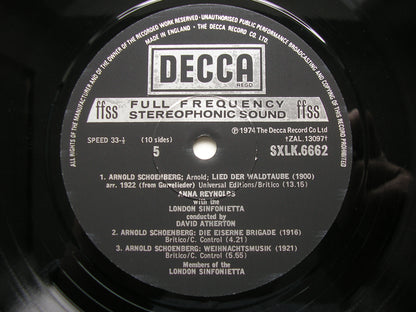 ALL RIGHTS OF THE MANUFACTURER AND OF THE OWNER OF THE RECORDED WORK RESERVED · UNAUTHORISED PUBLIC PERFORMANCE BROADCASTING AND COPYING OF THIS RECORD PROHIBITED
MADE IN ENGLAND · THE DECCA RECORD CO. LTD.
DECCA
REGD
ffss FULL FREQUENCY ffss
STEREOPHONIC SOUND
SPEED 33-⅓ (10 sides) ℗ 1974 The Decca Record Co Ltd
†ZAL.13097†
5 SXLK.6662
1. ARNOLD SCHOENBERG; Arnold; LIED DER WALDTAUBE (1900)
arr. 1922 (from Gurrelieder) Universal Editions/Britico (13.15)
ANNA REYNOLDS
with the
LONDON SINFONIETTA
conducted by
DAVID ATHERTON
2. ARNOLD SCHOENBERG: DIE EISERNE BRIGADE (1916)
Britico/C. Control (4.21)
3. ARNOLD SCHOENBERG: WEIHNACHTSMUSIK (1921)
Britico/C. Control (5.55)
Members of the
LONDON SINFONIETTA